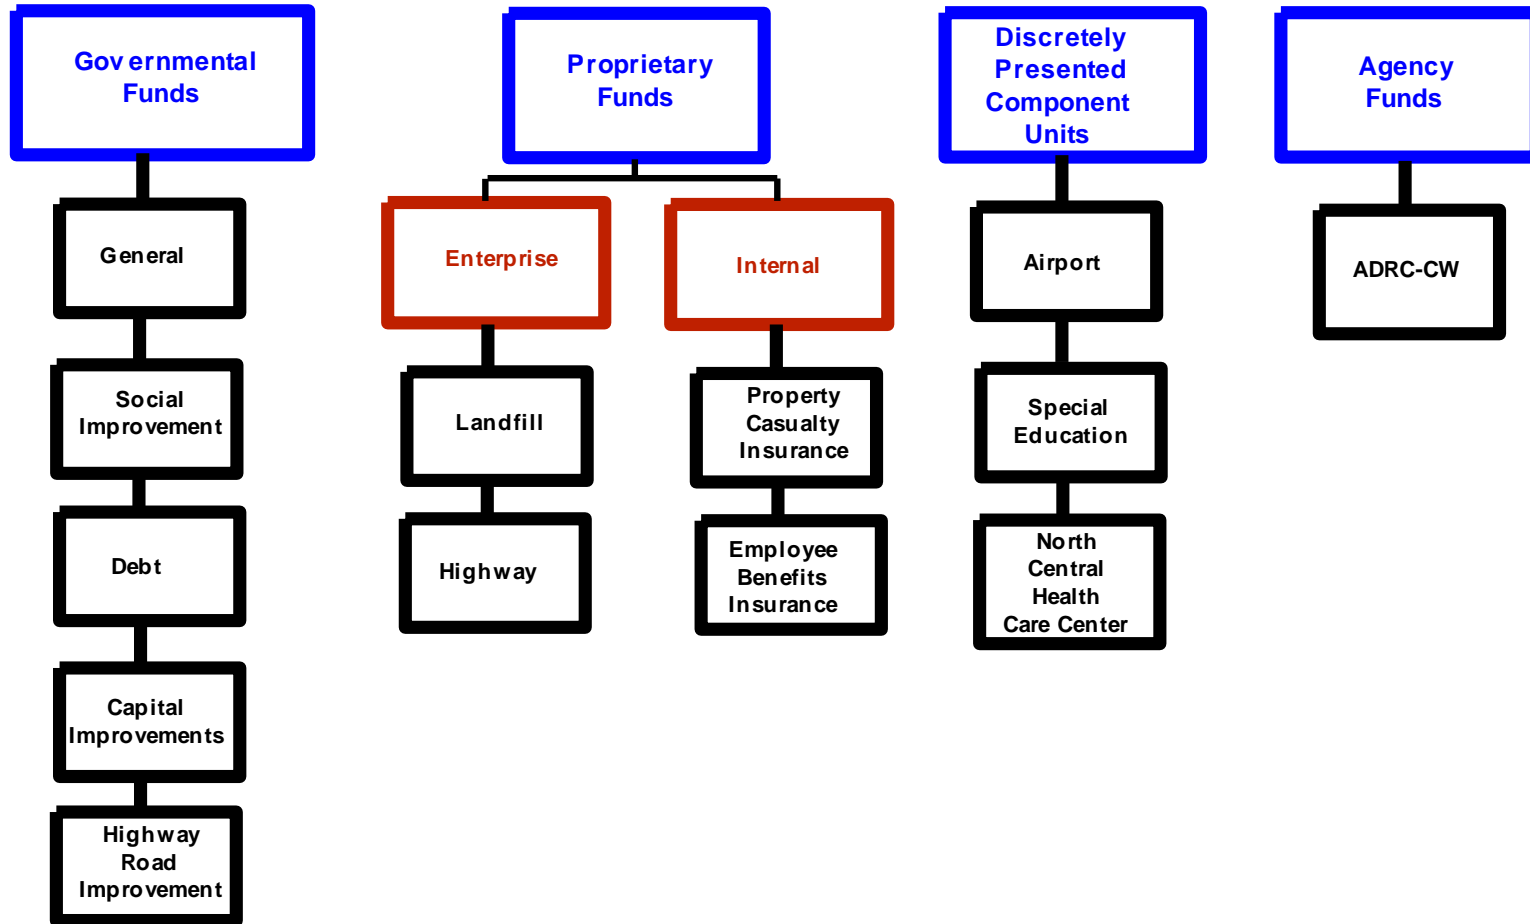 Governmental
Funds
General
Social
Improvement
Debt
Capital
Improvements
Highway
Road
Improvement
Proprietary
Funds
Enterprise
Landfill
Highway
Internal
Property
Casualty
Insurance
Employee
Benefits
Insurance
Discretely
Presented
Component
Units
Airport
Special
Education
North
Central
Health
Care Center
Agency
Funds
ADRC-CW